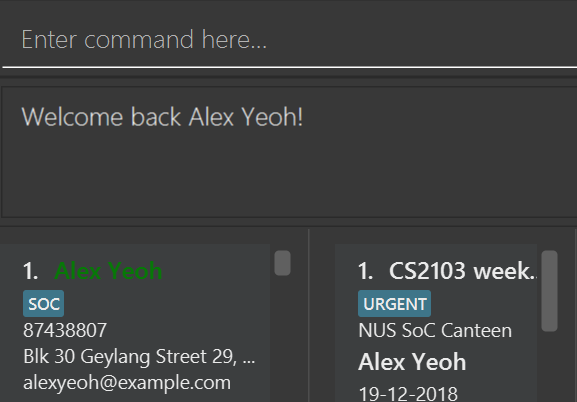 Enter command here...
Welcome back Alex Yeoh!
1. Alex Yeoh
SOC
87438807
Blk 30 Geylang Street 29, ...
alexyeoh@example.com
1. CS2103 week...
URGENT
NUS SoC Canteen
Alex Yeoh
19-12-2018